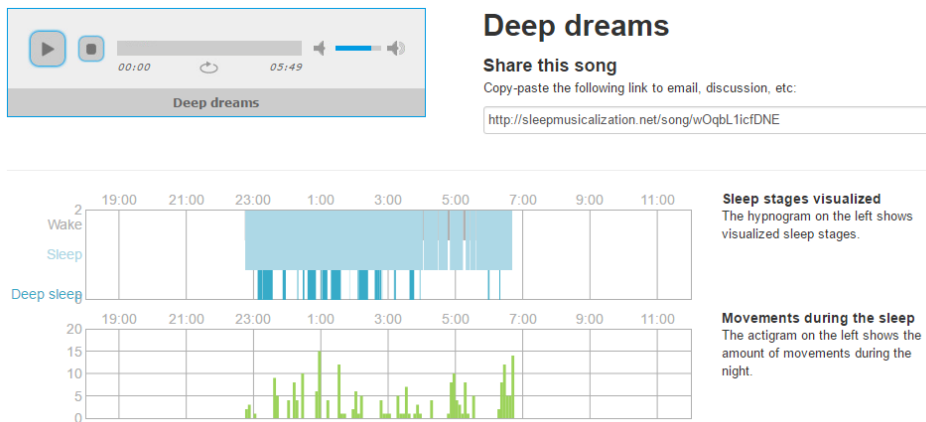 Deep dreams
Share this song
Copy-paste the following link to email, discussion, etc:
http://sleepmusicalization.net/song/wOqbL1icfDNE
00:00
05:49
Deep dreams
19:00 21:00 23:00 1:00 3:00 5:00 7:00 9:00 11:00
2
Wake
Sleep
Deep sleep
0
Sleep stages visualized
The hypnogram on the left shows
visualized sleep stages.
19:00 21:00 23:00 1:00 3:00 5:00 7:00 9:00 11:00
20
15
10
5
0
Movements during the sleep
The actigram on the left shows the
amount of movements during the
night.